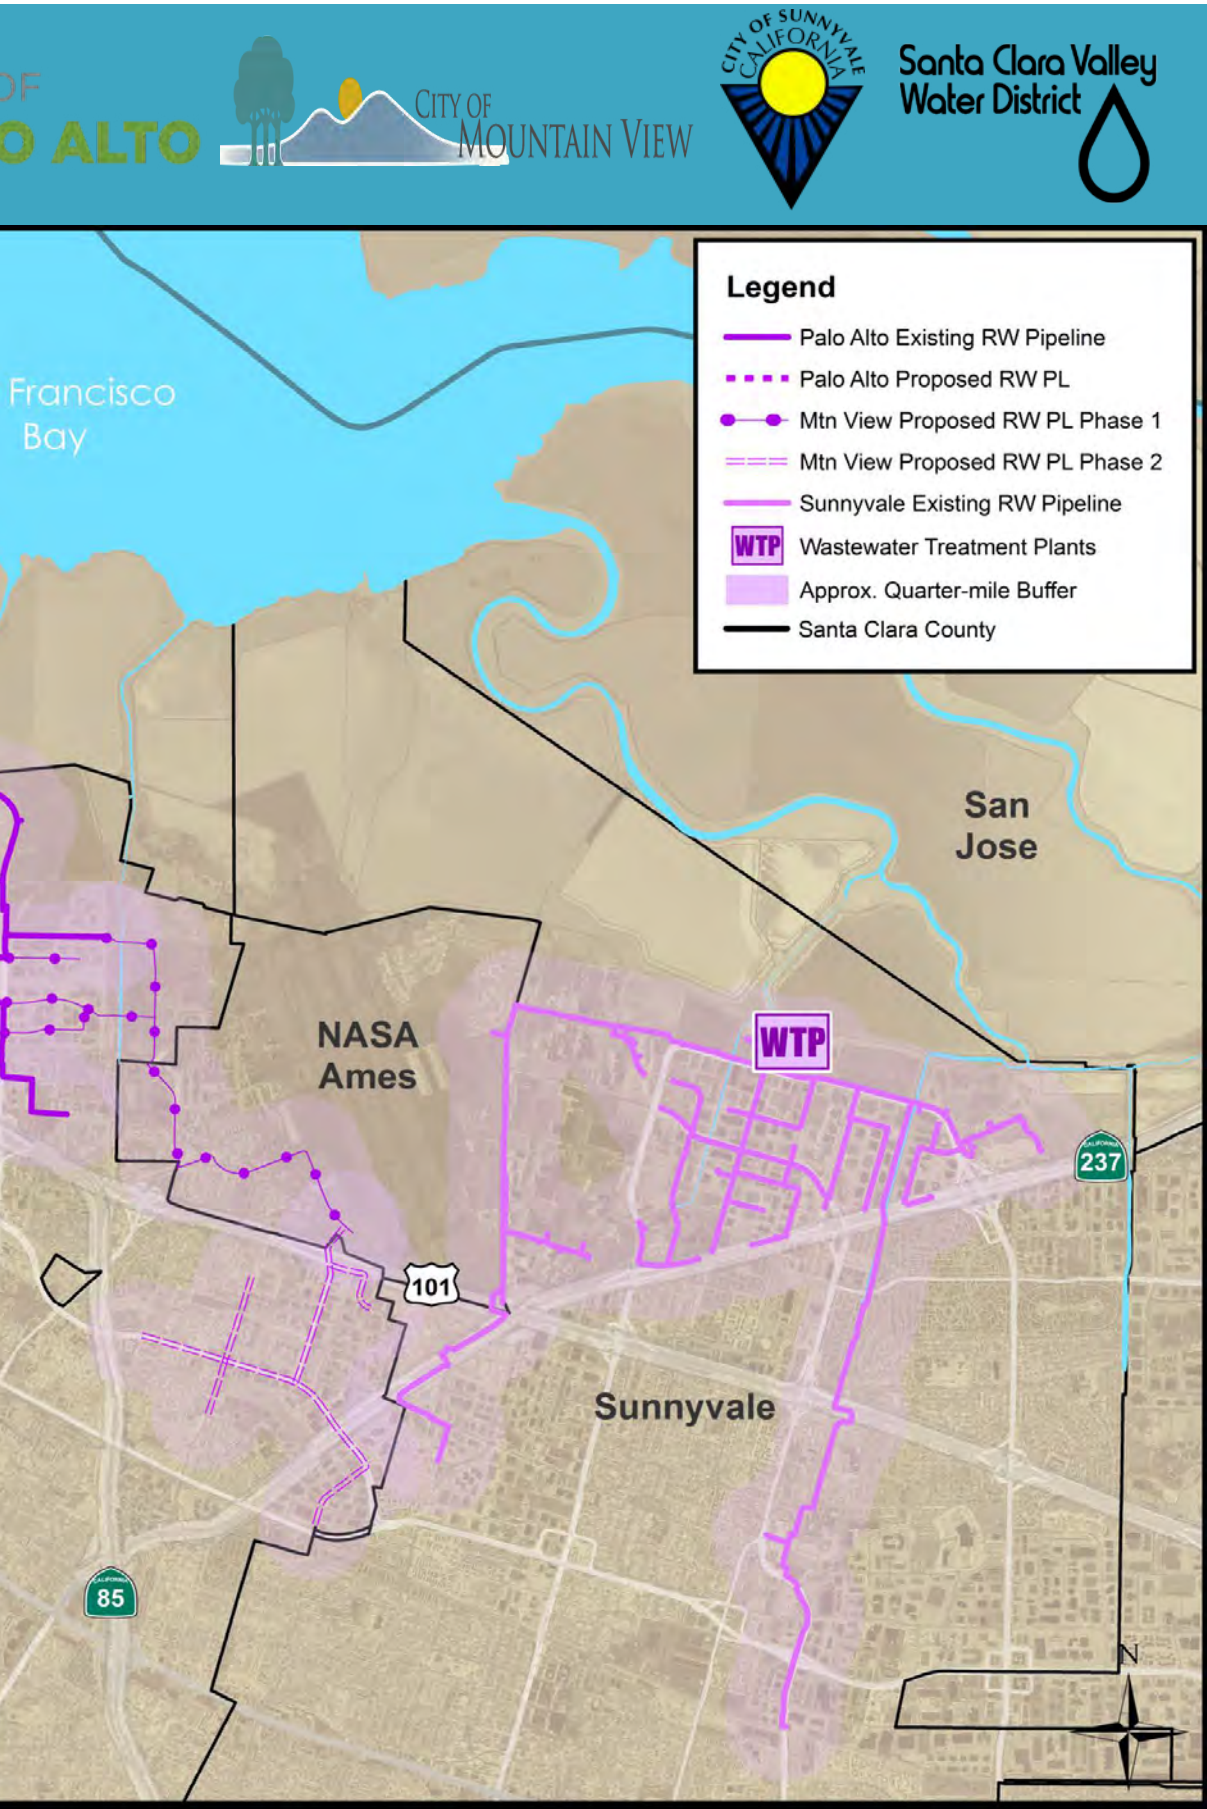 OF
O ALTO
CITY OF
MOUNTAIN VIEW
CITY OF SUNNYVALE
CALIFORNIA
Santa Clara Valley
Water District
Francisco
Bay
Legend
Palo Alto Existing RW Pipeline
Palo Alto Proposed RW PL
Mtn View Proposed RW PL Phase 1
Mtn View Proposed RW PL Phase 2
Sunnyvale Existing RW Pipeline
WTP Wastewater Treatment Plants
Approx. Quarter-mile Buffer
Santa Clara County
San
Jose
NASA
Ames
WTP
CALIFORNIA
237
101
Sunnyvale
CALIFORNIA
85
N